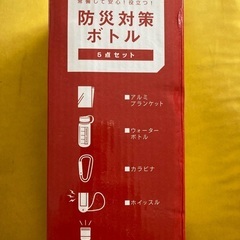 常備して安心！役立つ！
防災対策
ボトル
5点セット
■アルミ
ブランケット
■ウォーター
ボトル
■カラビナ
■ホイッスル